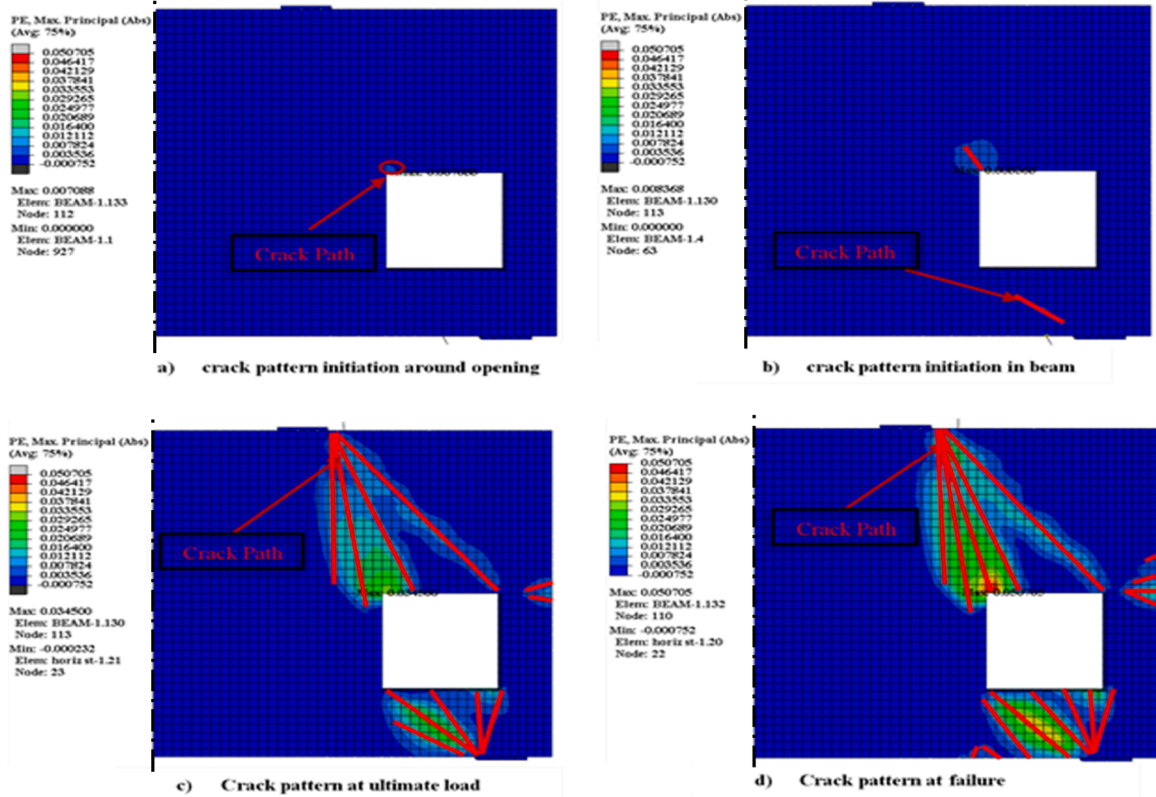 PE, Max. Principal (Abs)
(Avg: 75%)
0.050705
0.046417
0.042129
0.037841
0.033553
0.029265
0.024977
0.020689
0.016400
0.012112
0.007824
0.003536
-0.000752
Max: 0.007088
Elem: BEAM-1.133
Node: 112
Min: 0.000000
Elem: BEAM-1.1
Node: 927
Crack Path
a) crack pattern initiation around opening
PE, Max. Principal (Abs)
(Avg: 75%)
0.050705
0.046417
0.042129
0.037841
0.033553
0.029265
0.024977
0.020689
0.016400
0.012112
0.007824
0.003536
-0.000752
Max: 0.008368
Elem: BEAM-1.130
Node: 113
Min: 0.000000
Elem: BEAM-1.4
Node: 63
Crack Path
b) crack pattern initiation in beam
PE, Max. Principal (Abs)
(Avg: 75%)
0.050705
0.046417
0.042129
0.037841
0.033553
0.029265
0.024977
0.020689
0.016400
0.012112
0.007824
0.003536
-0.000752
Max: 0.034500
Elem: BEAM-1.130
Node: 113
Min: -0.000232
Elem: horiz st-1.21
Node: 23
Crack Path
c) Crack pattern at ultimate load
PE, Max. Principal (Abs)
(Avg: 75%)
0.050705
0.046417
0.042129
0.037841
0.033553
0.029265
0.024977
0.020689
0.016400
0.012112
0.007824
0.003536
-0.000752
Max: 0.050705
Elem: BEAM-1.132
Node: 110
Min: -0.000752
Elem: horiz st-1.20
Node: 22
Crack Path
d) Crack pattern at failure